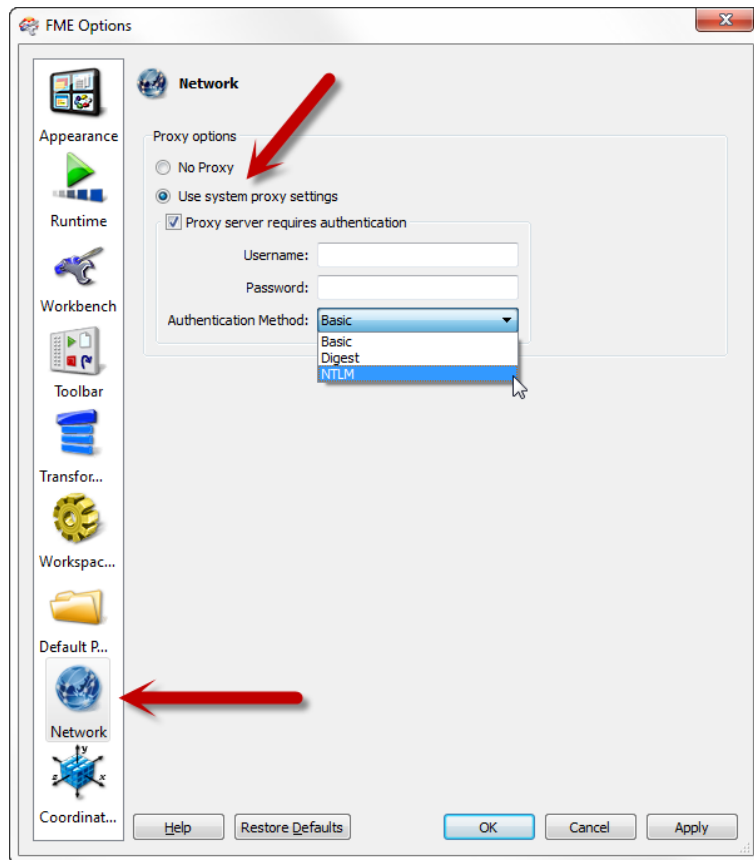 FME Options
Appearance
Runtime
Workbench
Toolbar
Transfor...
Workspac...
Default P...
Network
Coordinat...
Network
Proxy options
No Proxy
Use system proxy settings
Proxy server requires authentication
Username:
Password:
Authentication Method: Basic
Basic
Digest
NTLM
Help Restore Defaults OK Cancel Apply